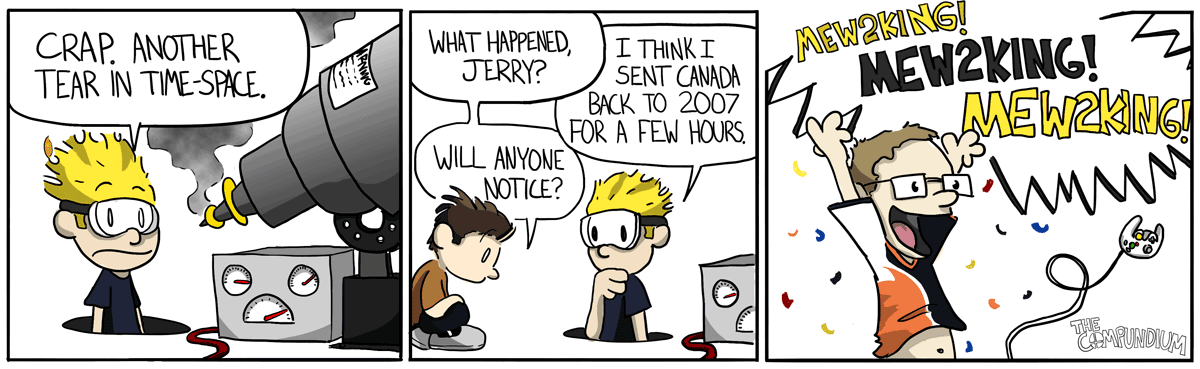 CRAP. ANOTHER
TEAR IN TIME-SPACE.
WARNING
WHAT HAPPENED,
JERRY?
I THINK I
SENT CANADA
BACK TO 2007
FOR A FEW HOURS.
WILL ANYONE
NOTICE?
MEW2KING!
MEW2KING!
MEW2KING!
THE
COMPUNDIUM